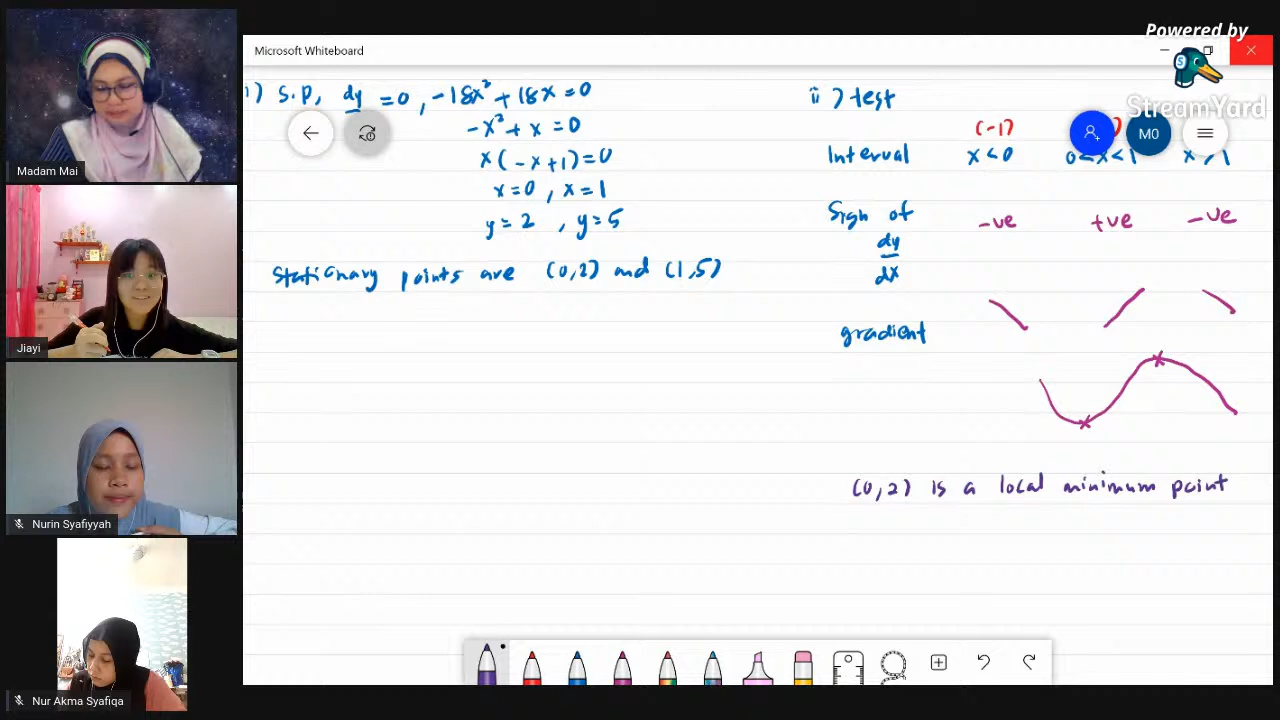 Powered by
StreamYard
Microsoft Whiteboard
i) S.P, dy = 0, -18x² + 18x = 0
-x² + x = 0
x(-x+1) = 0
x = 0, x = 1
y = 2, y = 5
Stationary points are (0,2) and (1,5)
ii) test
(-1)
M0
Interval x < 0 0 < x < 1 x > 1
Sign of dy/dx -ve +ve -ve
gradient
(0,2) is a local minimum point
Madam Mai
Jiayi
Nurin Syafiyyah
Nur Akma Syafiqa